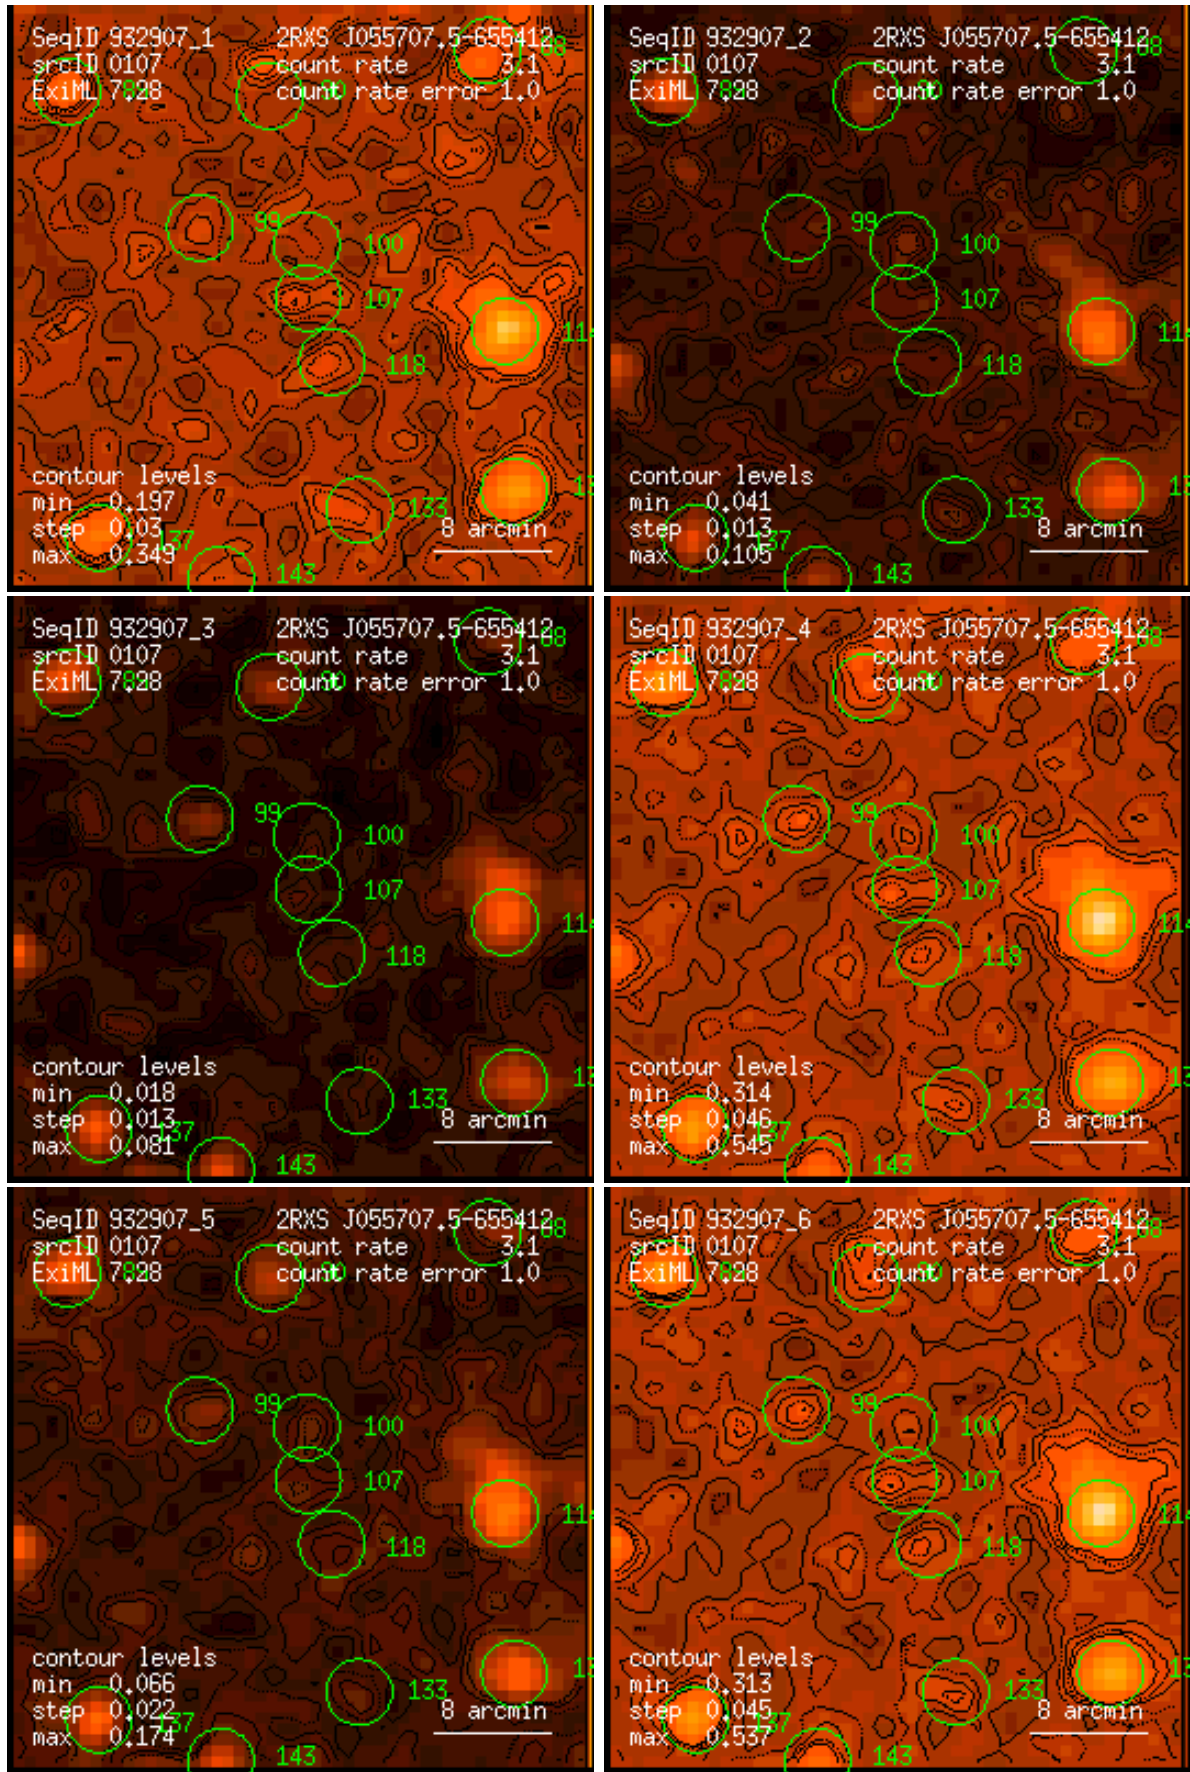 SeqID 932907_1 2RXS J055707.5-655412
srcID 0107 count rate 3.1
ExiML 7.28 count rate error 1.0
99
100
107
114
118
contour levels
min 0.197
133
step 0.03
8 arcmin
max 0.349
137
143
SeqID 932907_2 2RXS J055707.5-655412
srcID 0107 count rate 3.1
ExiML 7.28 count rate error 1.0
99
100
107
118
contour levels
min 0.041
133
step 0.013
8 arcmin
max 0.105
143
SeqID 932907_3 2RXS J055707.5-655412
srcID 0107 count rate 3.1
ExiML 7.28 count rate error 1.0
99
100
107
114
118
contour levels
min 0.018
133
step 0.013
8 arcmin
max 0.081
143
SeqID 932907_4 2RXS J055707.5-655412
srcID 0107 count rate 3.1
ExiML 7.28 count rate error 1.0
99
100
107
118
contour levels
min 0.314
133
step 0.046
8 arcmin
max 0.545
143
SeqID 932907_5 2RXS J055707.5-655412
srcID 0107 count rate 3.1
ExiML 7.28 count rate error 1.0
99
100
107
114
118
contour levels
min 0.066
133
step 0.022
8 arcmin
max 0.174
143
SeqID 932907_6 2RXS J055707.5-655412
srcID 0107 count rate 3.1
ExiML 7.28 count rate error 1.0
99
100
107
118
contour levels
min 0.313
133
step 0.045
8 arcmin
max 0.537
143